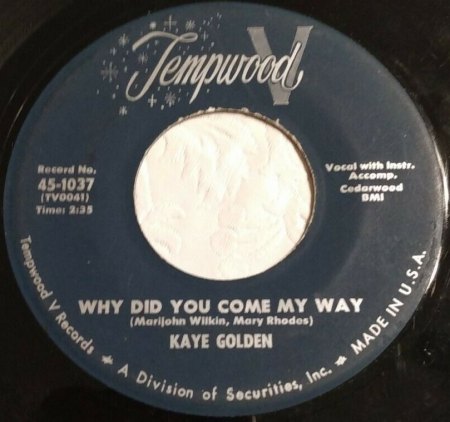 Tempwood V
Record No.
45-1037
(TV0041)
Time: 2:35
Vocal with Instr.
Accomp.
Cedarwood
BMI
WHY DID YOU COME MY WAY
(Marijohn Wilkin, Mary Rhodes)
KAYE GOLDEN
Tempwood V Records ★ A Division of Securities, Inc. ★ MADE IN U.S.A.